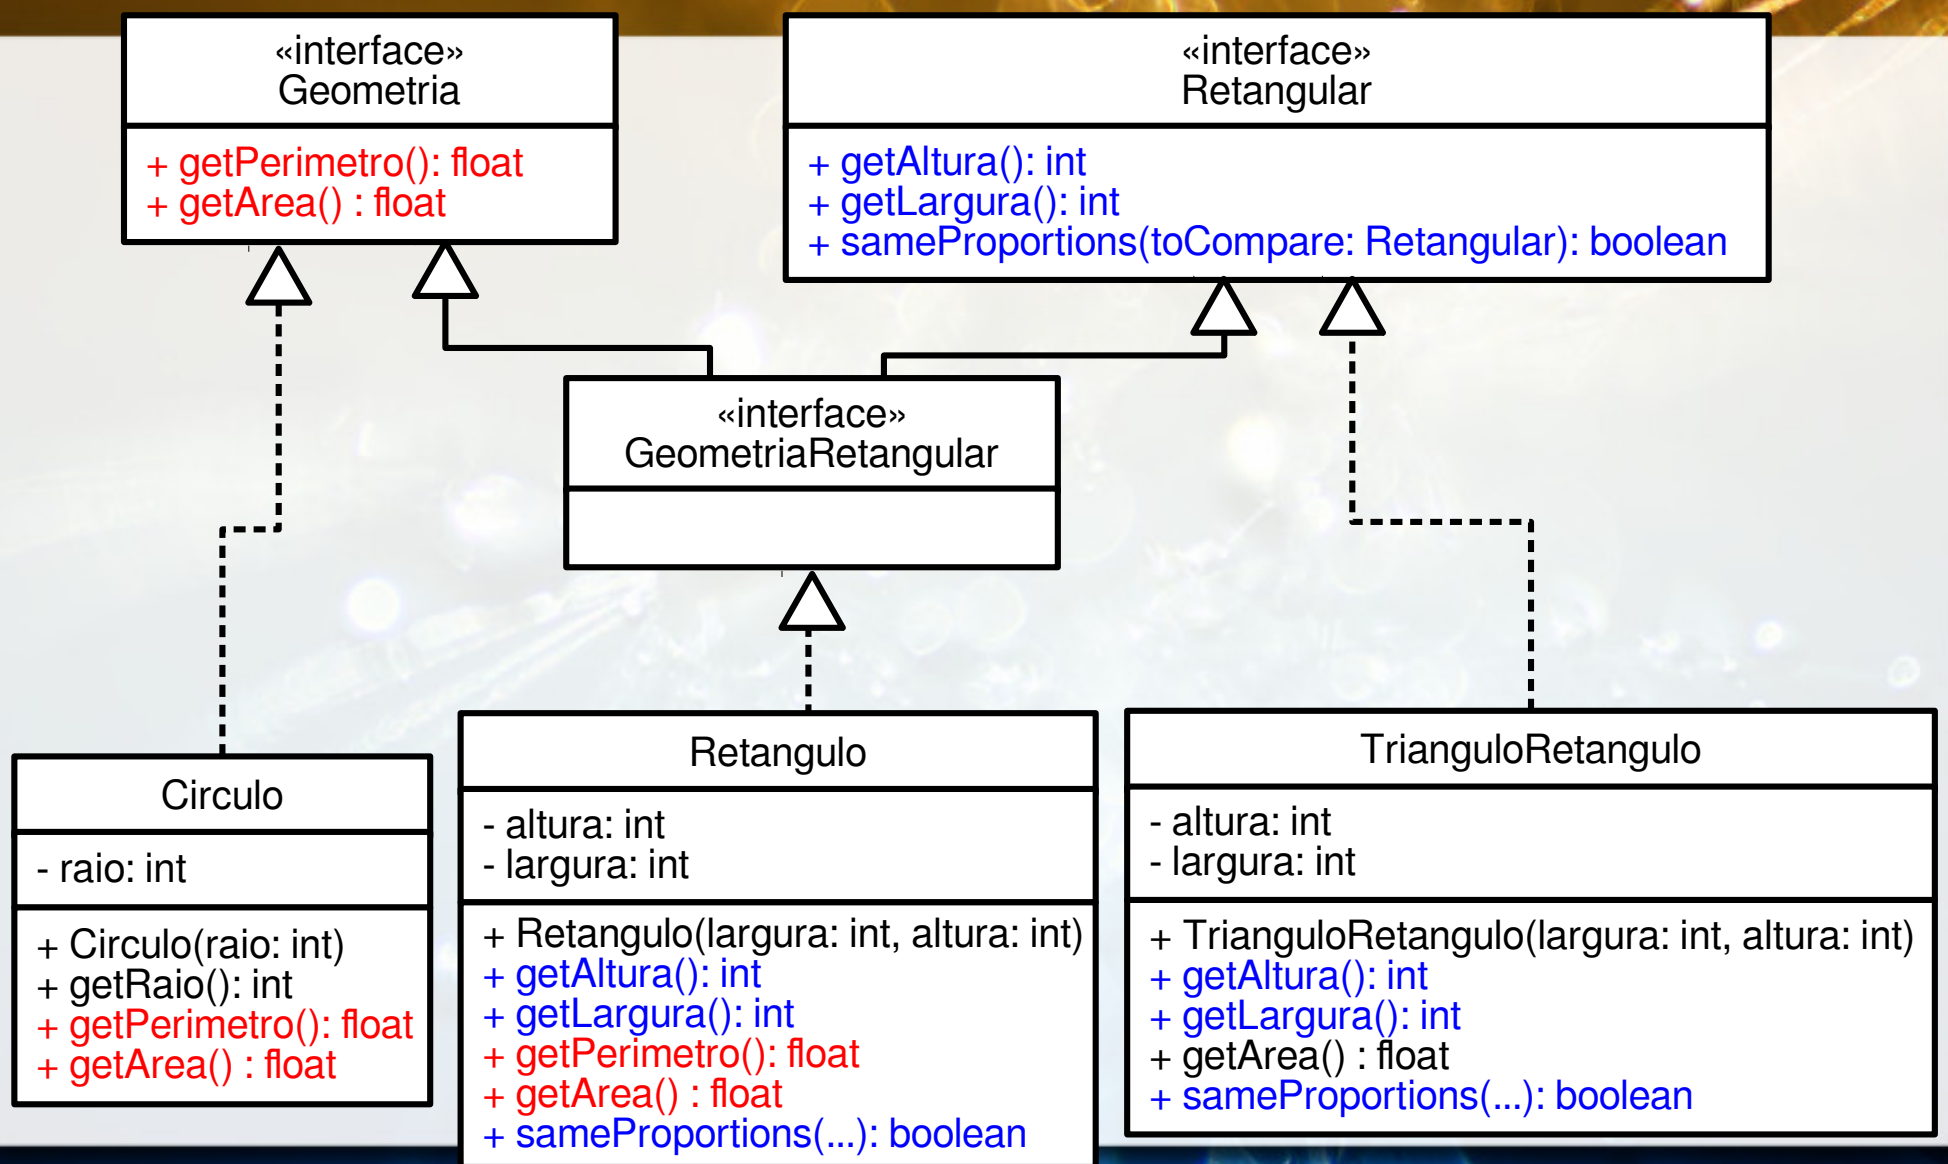 «interface»
Geometria
+ getPerimetro(): float
+ getArea() : float
«interface»
Retangular
+ getAltura(): int
+ getLargura(): int
+ sameProportions(toCompare: Retangular): boolean
«interface»
GeometriaRetangular
Circulo
- raio: int
+ Circulo(raio: int)
+ getRaio(): int
+ getPerimetro(): float
+ getArea() : float
Retangulo
- altura: int
- largura: int
+ Retangulo(largura: int, altura: int)
+ getAltura(): int
+ getLargura(): int
+ getPerimetro(): float
+ getArea() : float
+ sameProportions(...): boolean
TrianguloRetangulo
- altura: int
- largura: int
+ TrianguloRetangulo(largura: int, altura: int)
+ getAltura(): int
+ getLargura(): int
+ getArea() : float
+ sameProportions(...): boolean